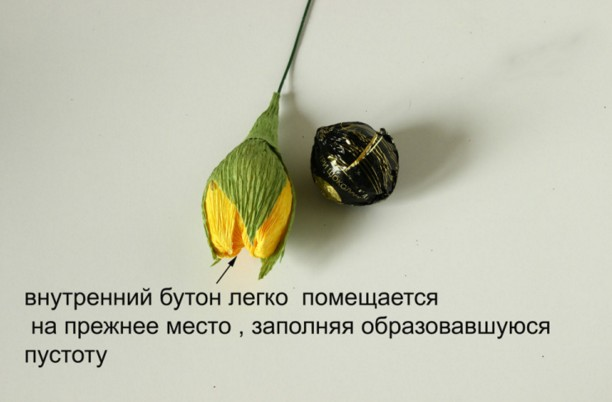 внутренний бутон легко  помещается
на прежнее место , заполняя образовавшуюся
пустоту